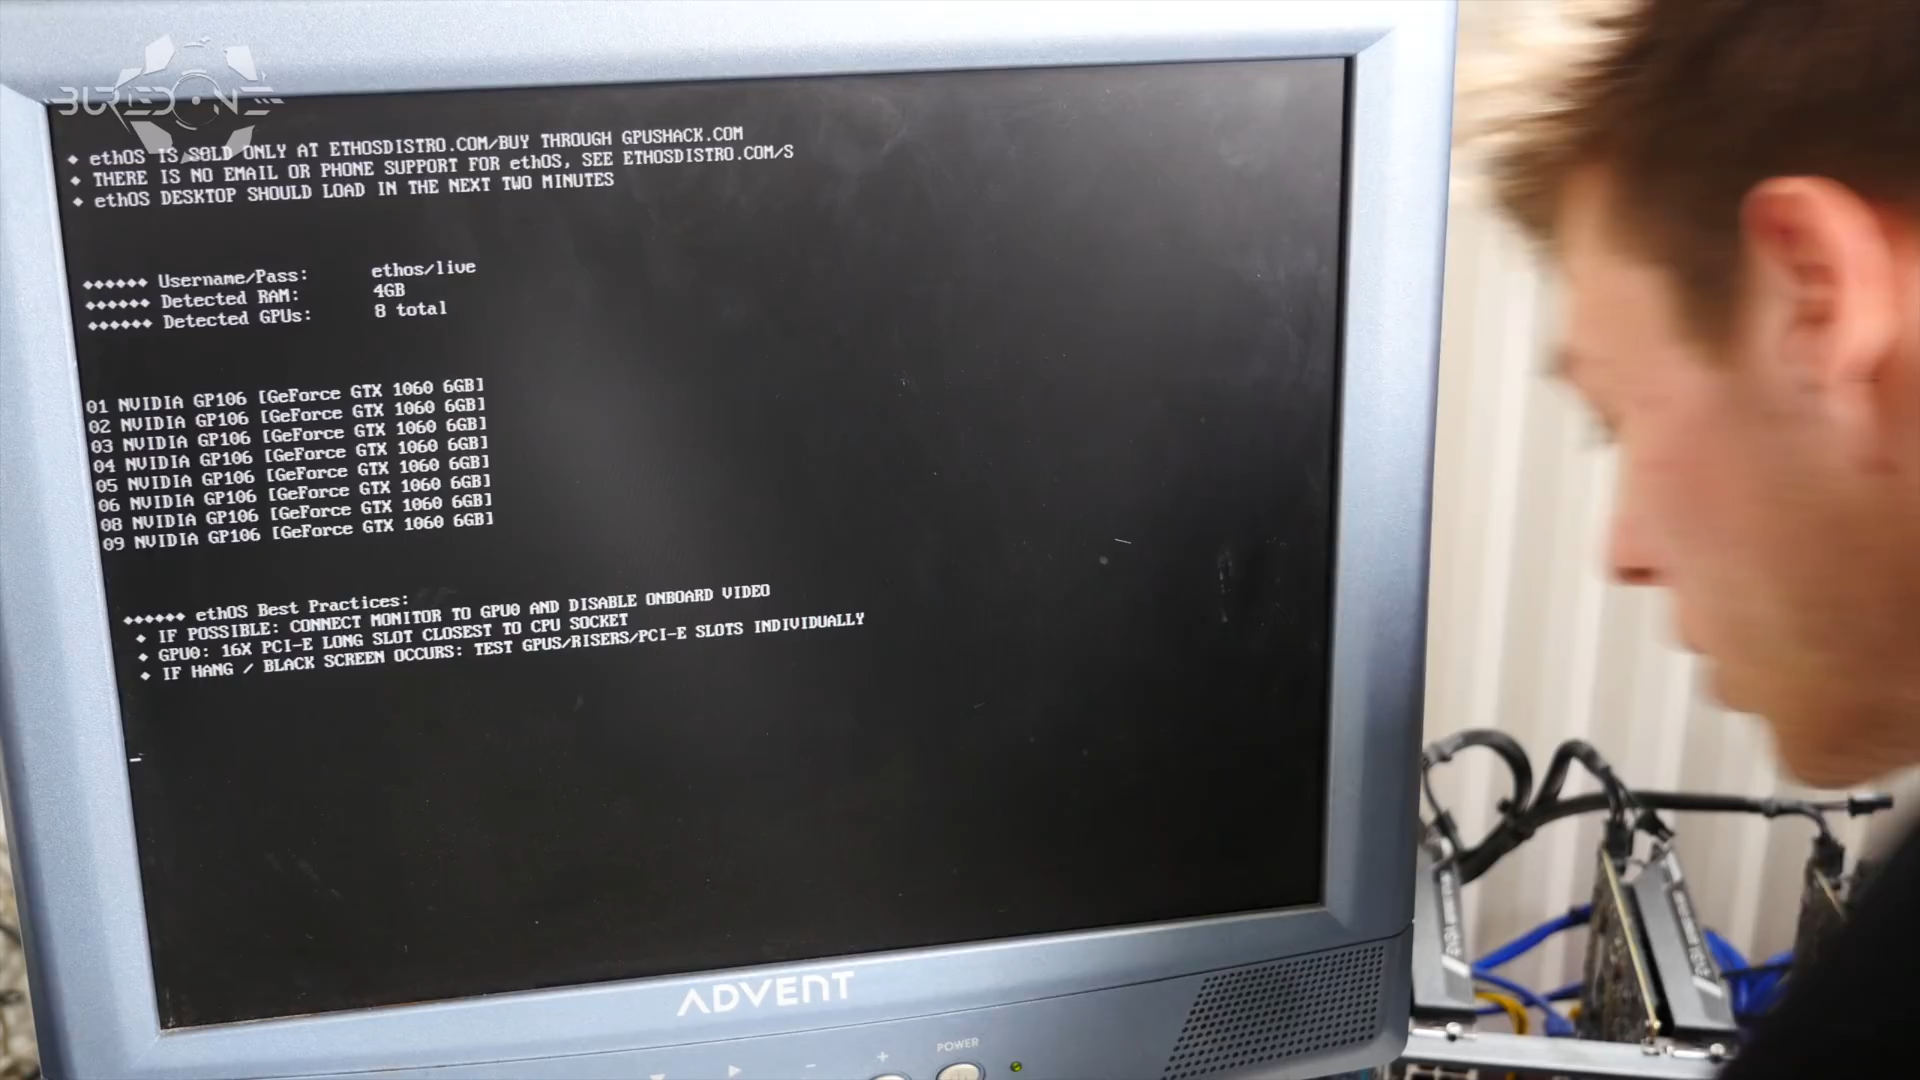 BURIEDONE
◆ ethOS IS SOLD ONLY AT ETHOSDISTRO.COM/BUY THROUGH GPUSHACK.COM
◆ THERE IS NO EMAIL OR PHONE SUPPORT FOR ethOS, SEE ETHOSDISTRO.COM/S
◆ ethOS DESKTOP SHOULD LOAD IN THE NEXT TWO MINUTES
◆◆◆◆◆◆ Username/Pass: ethos/live
◆◆◆◆◆◆ Detected RAM: 4GB
◆◆◆◆◆◆ Detected GPUs: 8 total
01 NVIDIA GP106 [GeForce GTX 1060 6GB]
02 NVIDIA GP106 [GeForce GTX 1060 6GB]
03 NVIDIA GP106 [GeForce GTX 1060 6GB]
04 NVIDIA GP106 [GeForce GTX 1060 6GB]
05 NVIDIA GP106 [GeForce GTX 1060 6GB]
06 NVIDIA GP106 [GeForce GTX 1060 6GB]
08 NVIDIA GP106 [GeForce GTX 1060 6GB]
09 NVIDIA GP106 [GeForce GTX 1060 6GB]
◆◆◆◆◆◆ ethOS Best Practices:
◆ IF POSSIBLE: CONNECT MONITOR TO GPU0 AND DISABLE ONBOARD VIDEO
◆ GPU0: 16X PCI-E LONG SLOT CLOSEST TO CPU SOCKET
◆ IF HANG / BLACK SCREEN OCCURS: TEST GPUS/RISERS/PCI-E SLOTS INDIVIDUALLY
ADVENT
POWER